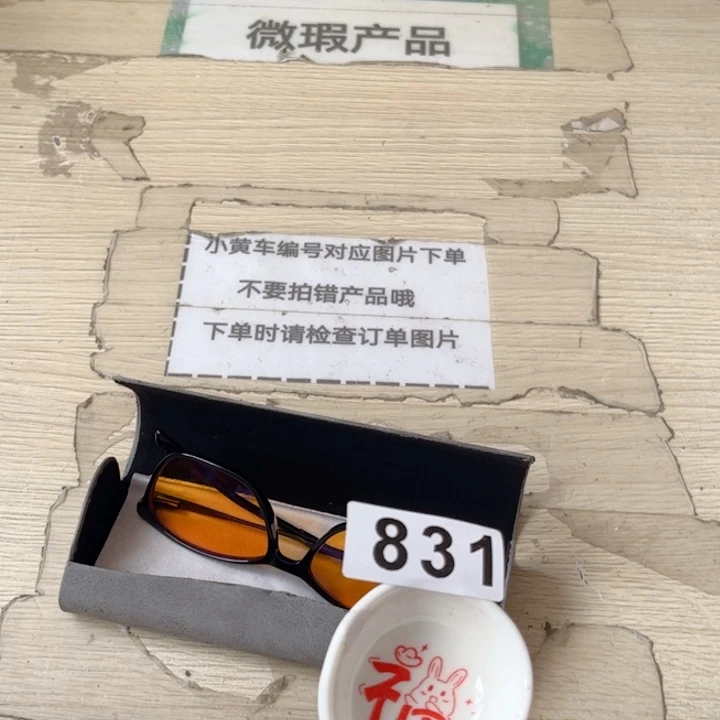 微瑕产品
小黄车编号对应图片下单
不要拍错产品哦
下单时请检查订单图片
831